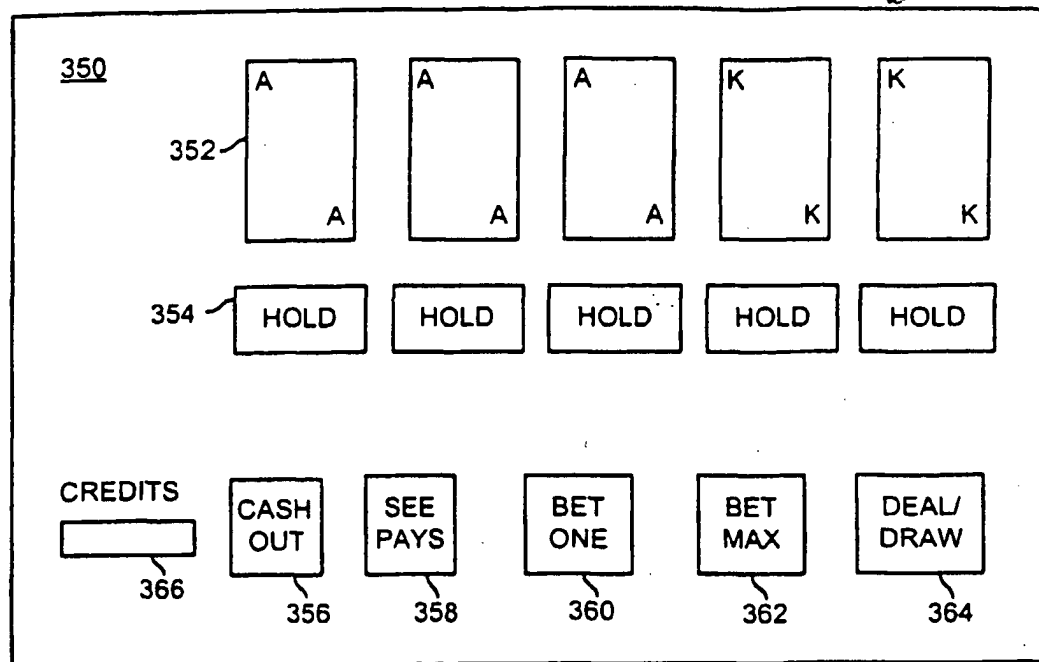 350
A A A K K
352
A A A K K
354 HOLD HOLD HOLD HOLD HOLD
CREDITS
CASH OUT
SEE PAYS
BET ONE
BET MAX
DEAL/ DRAW
366 356 358 360 362 364